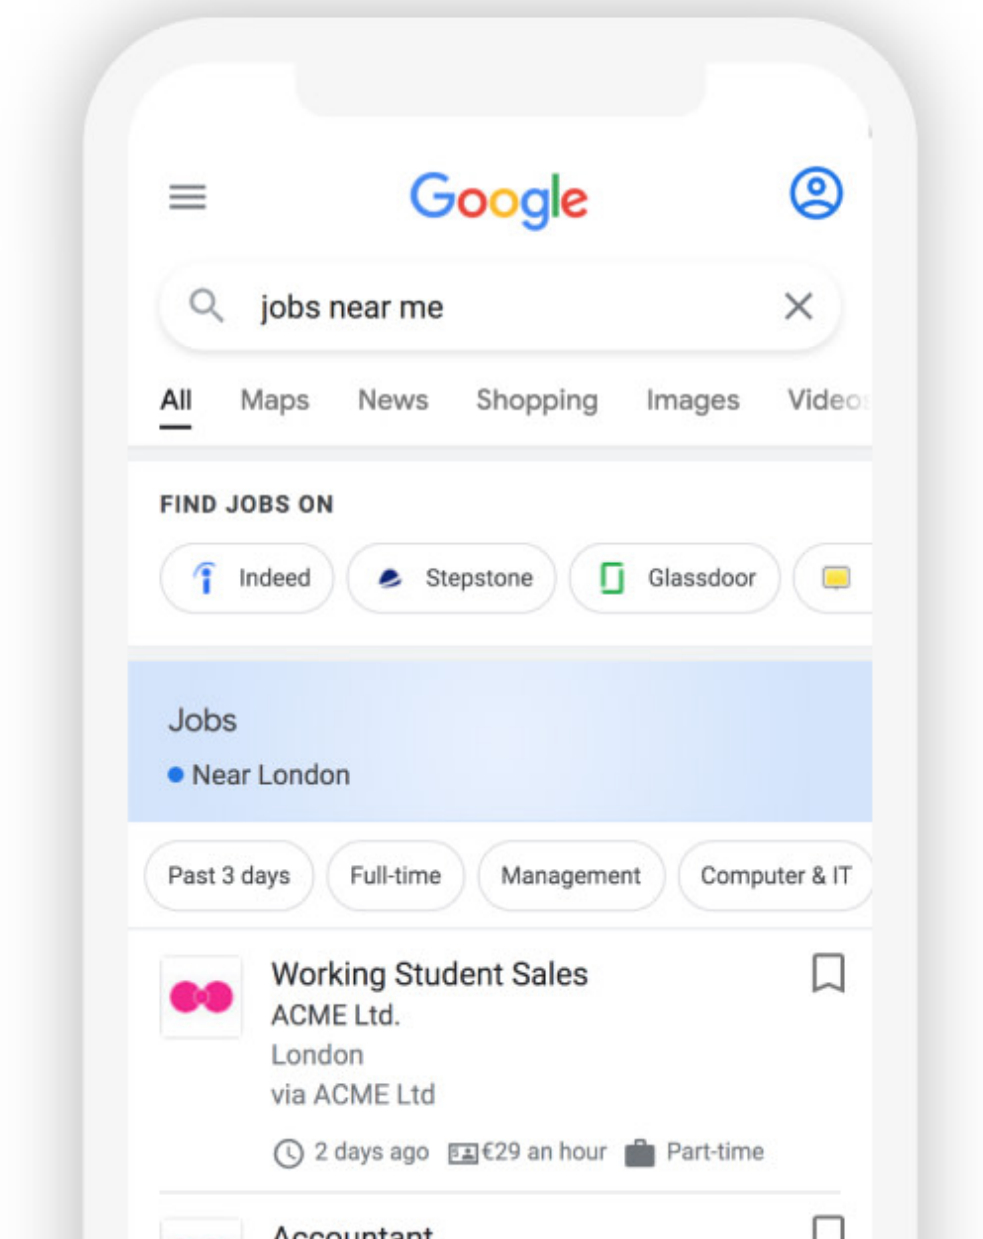 Google
jobs near me
All Maps News Shopping Images Videos
FIND JOBS ON
Indeed Stepstone Glassdoor
Jobs
Near London
Past 3 days Full-time Management Computer & IT
Working Student Sales
ACME Ltd.
London
via ACME Ltd
2 days ago €29 an hour Part-time
Accountant